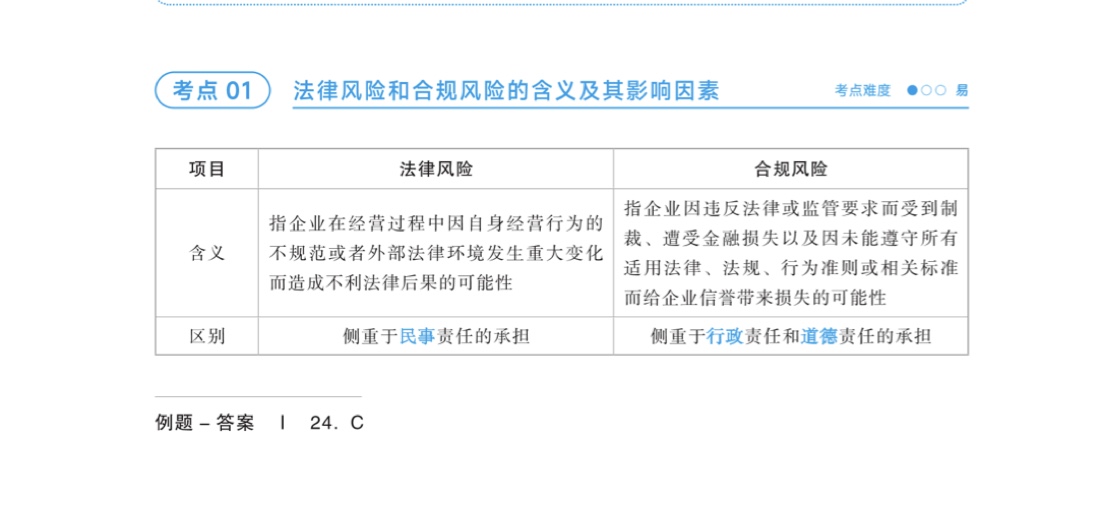 考点 01 法律风险和合规风险的含义及其影响因素 考点难度 ●○○ 易
项目 法律风险 合规风险
含义
指企业在经营过程中因自身经营行为的
不规范或者外部法律环境发生重大变化
而造成不利法律后果的可能性
指企业因违反法律或监管要求而受到制
裁、遭受金融损失以及因未能遵守所有
适用法律、法规、行为准则或相关标准
而给企业信誉带来损失的可能性
区别 侧重于民事责任的承担 侧重于行政责任和道德责任的承担
例题 – 答案 | 24. C